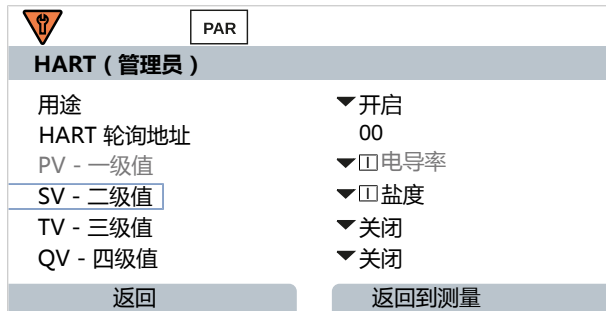 PAR
HART（管理员）
用途 开启
HART 轮询地址 00
PV - 一级值 I 电导率
SV - 二级值 I 盐度
TV - 三级值 关闭
QV - 四级值 关闭
返回 返回到测量